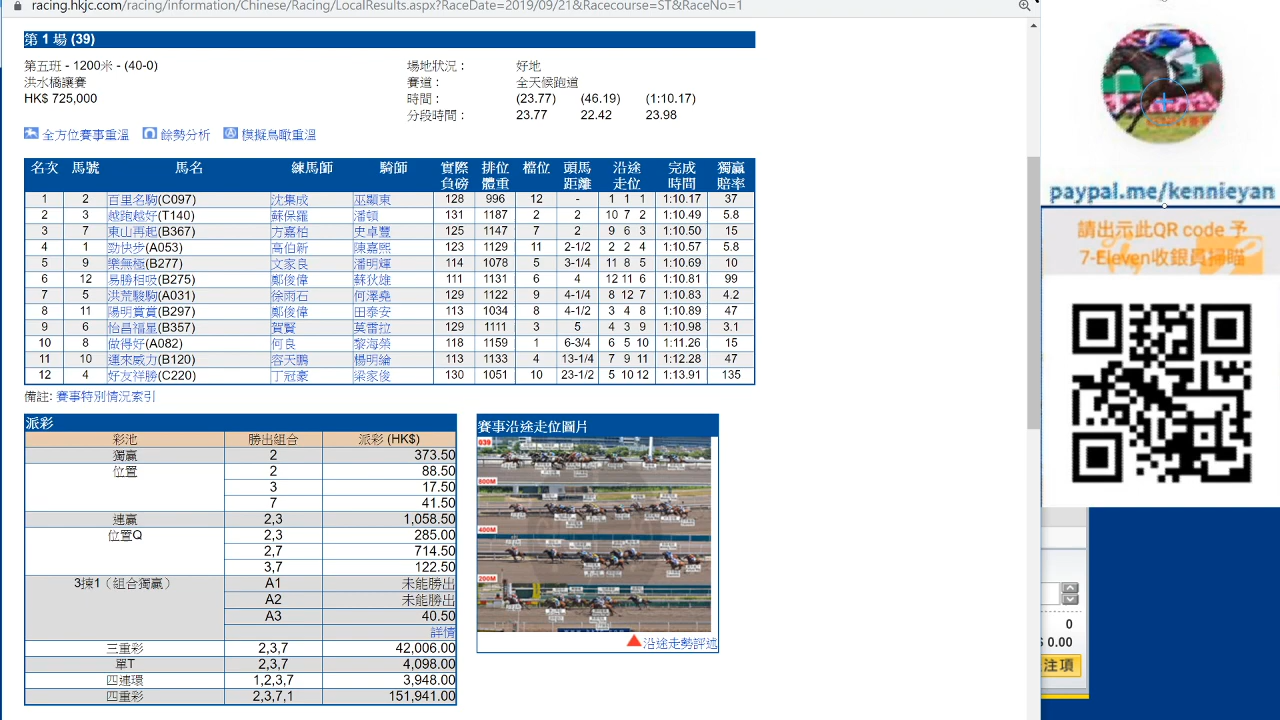 racing.hkjc.com/racing/information/Chinese/Racing/LocalResults.aspx?RaceDate=2019/09/21&Racecourse=ST&RaceNo=1
第 1 場 (39)
第五班 - 1200米 - (40-0) 場地狀況 : 好地
洪水橋讓賽 賽道 : 全天候跑道
HK$ 725,000 時間 : (23.77) (46.19) (1:10.17)
分段時間 : 23.77 22.42 23.98
全方位賽事重溫 餘勢分析 模擬鳥瞰重溫
名次 馬號 馬名 練馬師 騎師 實際負磅 排位體重 檔位 頭馬距離 沿途走位 完成時間 獨贏賠率
1 2 百里名駒(C097) 沈集成 巫顯東 128 996 12 - 1 1 1 1:10.17 37
2 3 越跑越好(T140) 蘇保羅 潘頓 131 1187 2 2 10 7 2 1:10.49 5.8
3 7 東山再起(B367) 方嘉柏 史卓豐 125 1147 7 2 9 6 3 1:10.50 15
4 1 勁快步(A053) 高伯新 陳嘉熙 123 1129 11 2-1/2 2 2 4 1:10.57 5.8
5 9 樂無極(B277) 文家良 潘明輝 114 1078 5 3-1/4 11 8 5 1:10.69 10
6 12 易勝相吸(B275) 鄭俊偉 蘇狄雄 111 1131 6 4 12 11 6 1:10.81 99
7 5 洪荒駿駒(A031) 徐雨石 何澤堯 129 1122 9 4-1/4 8 12 7 1:10.83 4.2
8 11 陽明賞賞(B297) 鄭俊偉 田泰安 113 1034 8 4-1/2 3 4 8 1:10.89 47
9 6 怡昌福星(B357) 賀賢 莫雷拉 129 1111 3 5 4 3 9 1:10.98 3.1
10 8 做得好(A082) 何良 黎海榮 118 1159 1 6-3/4 6 5 10 1:11.26 15
11 10 運來威力(B120) 容天鵬 楊明綸 113 1133 4 13-1/4 7 9 11 1:12.28 47
12 4 好友祥勝(C220) 丁冠豪 梁家俊 130 1051 10 23-1/2 5 10 12 1:13.91 135
備註: 賽事特別情況索引
派彩
彩池 勝出組合 派彩 (HK$)
獨贏 2 373.50
位置 2 88.50
3 17.50
7 41.50
連贏 2,3 1,058.50
位置Q 2,3 285.00
2,7 714.50
3,7 122.50
3揀1 (組合獨贏) A1 未能勝出
A2 未能勝出
A3 40.50
詳情
三重彩 2,3,7 42,006.00
單T 2,3,7 4,098.00
四連環 1,2,3,7 3,948.00
四重彩 2,3,7,1 151,941.00
賽事沿途走位圖片
039
800M
400M
200M
沿途走勢評述
paypal.me/kennieyan
請出示此QR code 予
7-Eleven收銀員掃瞄
0
$ 0.00
注項